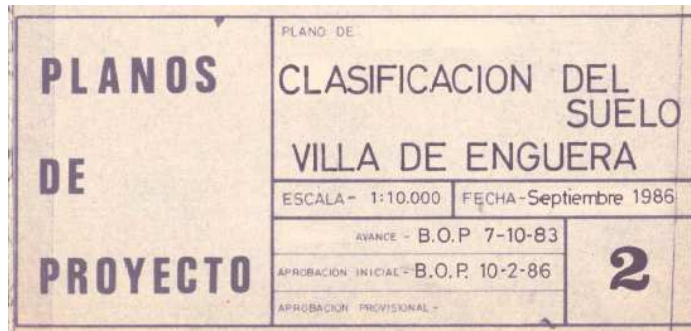 PLANOS
DE
PROYECTO
PLANO DE
CLASIFICACION DEL
SUELO
VILLA DE ENGUERA
ESCALA- 1:10.000
FECHA-Septiembre 1986
AVANCE - B.O.P 7-10-83
APROBACION INICIAL-B.O.P. 10-2-86
APROBACION PROVISIONAL-
2